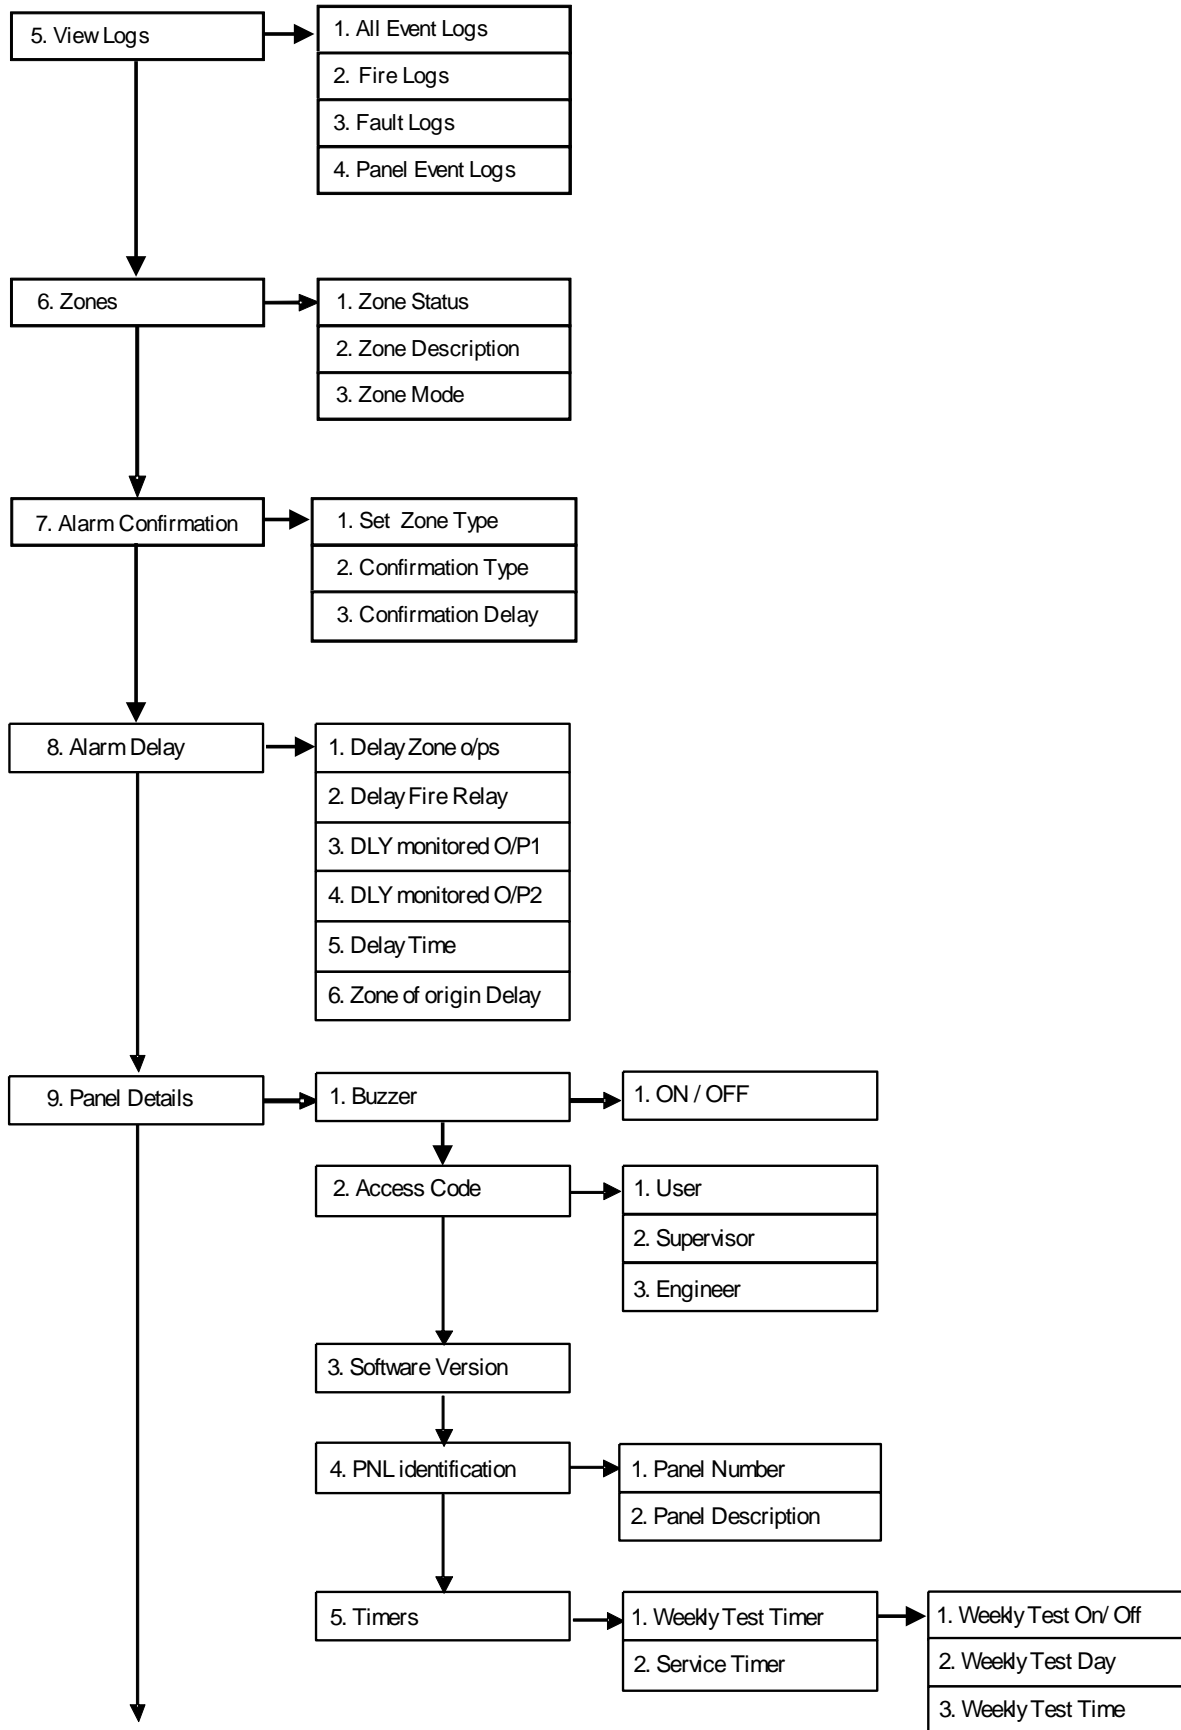 5. View Logs
1. All Event Logs
2. Fire Logs
3. Fault Logs
4. Panel Event Logs
6. Zones
1. Zone Status
2. Zone Description
3. Zone Mode
7. Alarm Confirmation
1. Set Zone Type
2. Confirmation Type
3. Confirmation Delay
8. Alarm Delay
1. Delay Zone o/ps
2. Delay Fire Relay
3. DLY monitored O/P1
4. DLY monitored O/P2
5. Delay Time
6. Zone of origin Delay
9. Panel Details
1. Buzzer
1. ON / OFF
2. Access Code
1. User
2. Supervisor
3. Engineer
3. Software Version
4. PNL identification
1. Panel Number
2. Panel Description
5. Timers
1. Weekly Test Timer
2. Service Timer
1. Weekly Test On/ Off
2. Weekly Test Day
3. Weekly Test Time